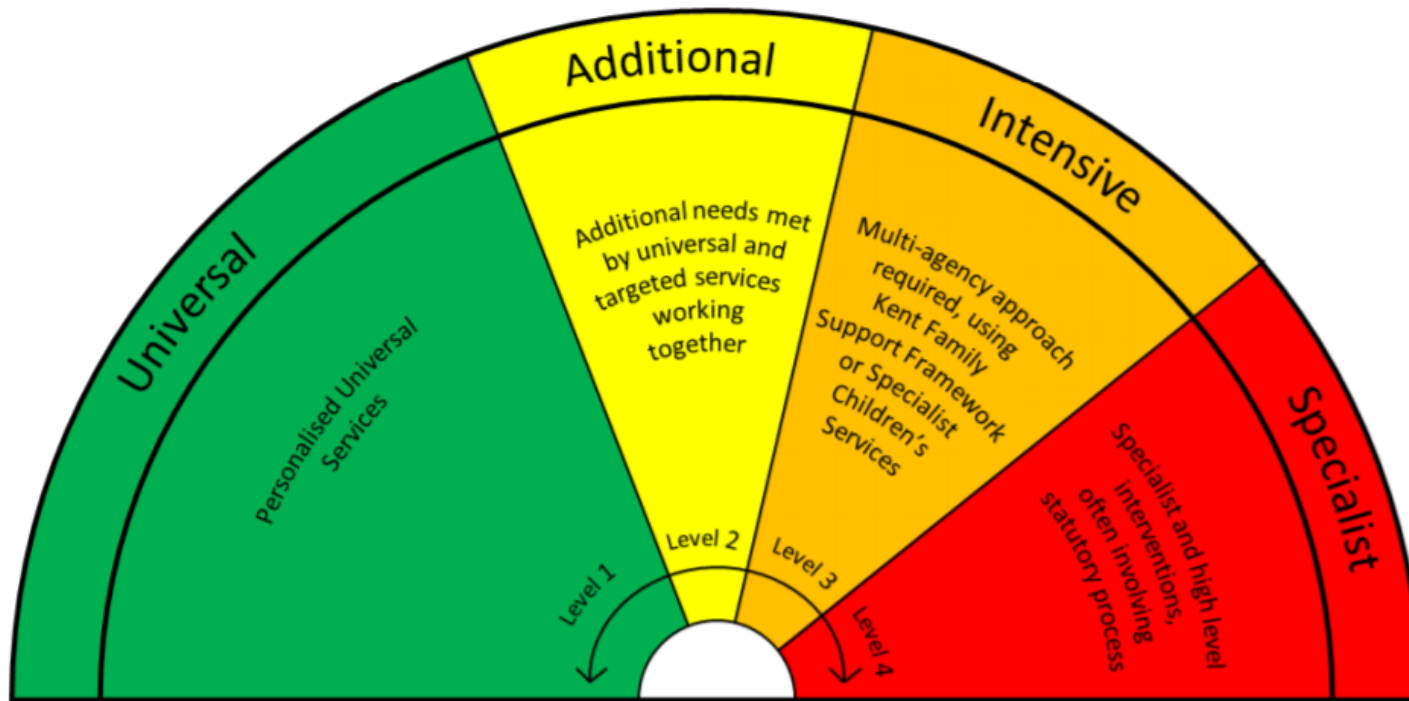 Universal
Personalised Universal
Services
Level 1
Additional
Additional needs met
by universal and
targeted services
working
together
Level 2
Intensive
Multi-agency approach
required, using
Kent Family
Support Framework
or Specialist
Children's
Services
Level 3
Specialist
Specialist and high level
interventions,
often involving
statutory process
Level 4